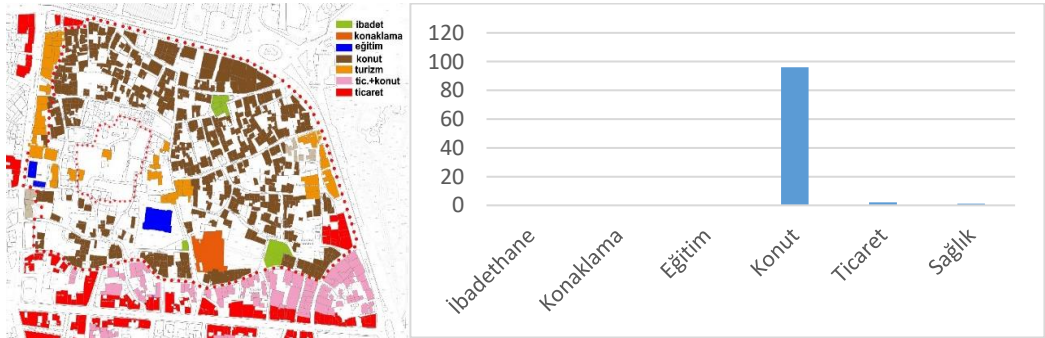 ibadet
konaklama
eğitim
konut
turizm
tic.+konut
ticaret
120
100
80
60
40
20
0
İbadethane
Konaklama
Eğitim
Konut
Ticaret
Sağlık